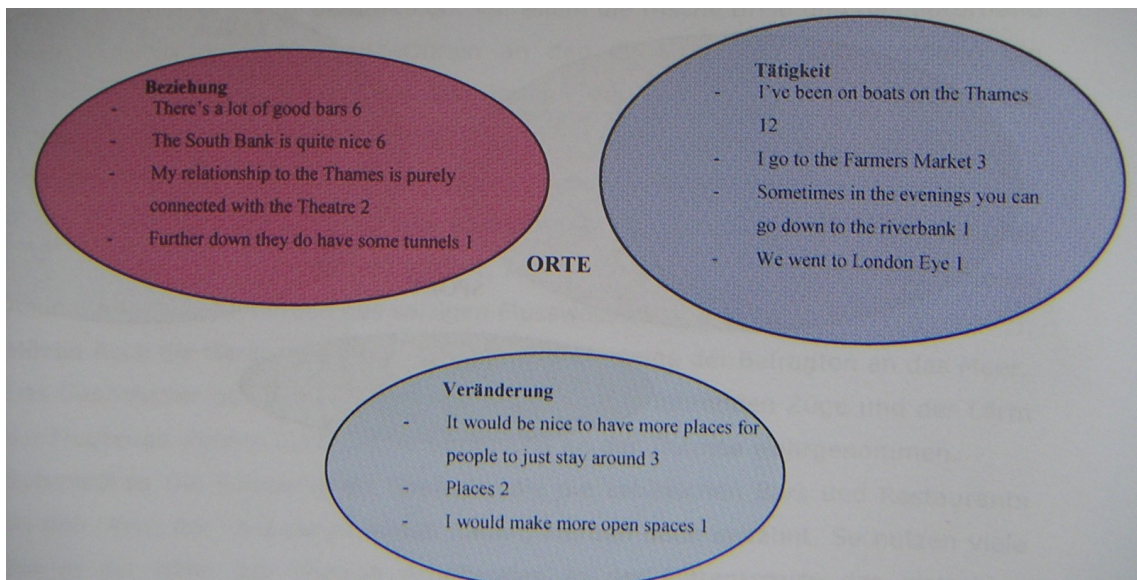 Beziehung
- There's a lot of good bars 6
- The South Bank is quite nice 6
- My relationship to the Thames is purely
connected with the Theatre 2
- Further down they do have some tunnels 1
Tätigkeit
- I've been on boats on the Thames
12
- I go to the Farmers Market 3
- Sometimes in the evenings you can
go down to the riverbank 1
- We went to London Eye 1
ORTE
Veränderung
- It would be nice to have more places for
people to just stay around 3
- Places 2
- I would make more open spaces 1